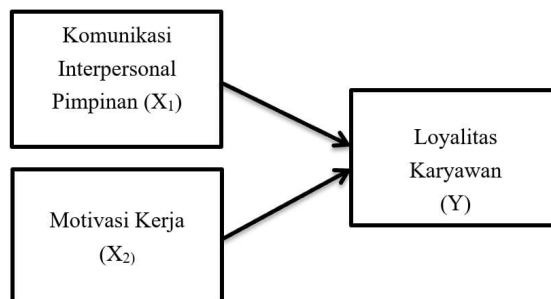 Komunikasi
Interpersonal
Pimpinan (X₁)
Loyalitas
Karyawan
(Y)
Motivasi Kerja
(X₂)